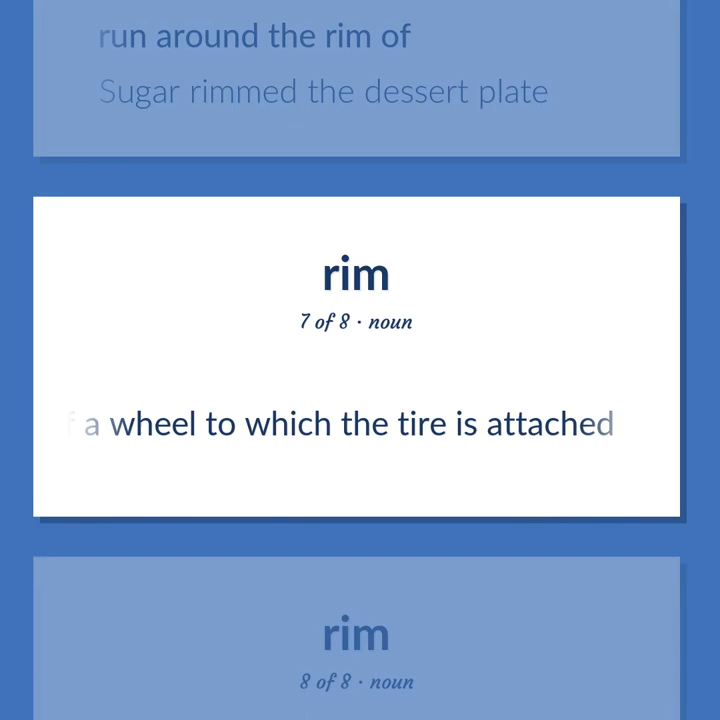 run around the rim of
Sugar rimmed the dessert plate
rim
7 of 8 · noun
a wheel to which the tire is attached
rim
8 of 8 · noun